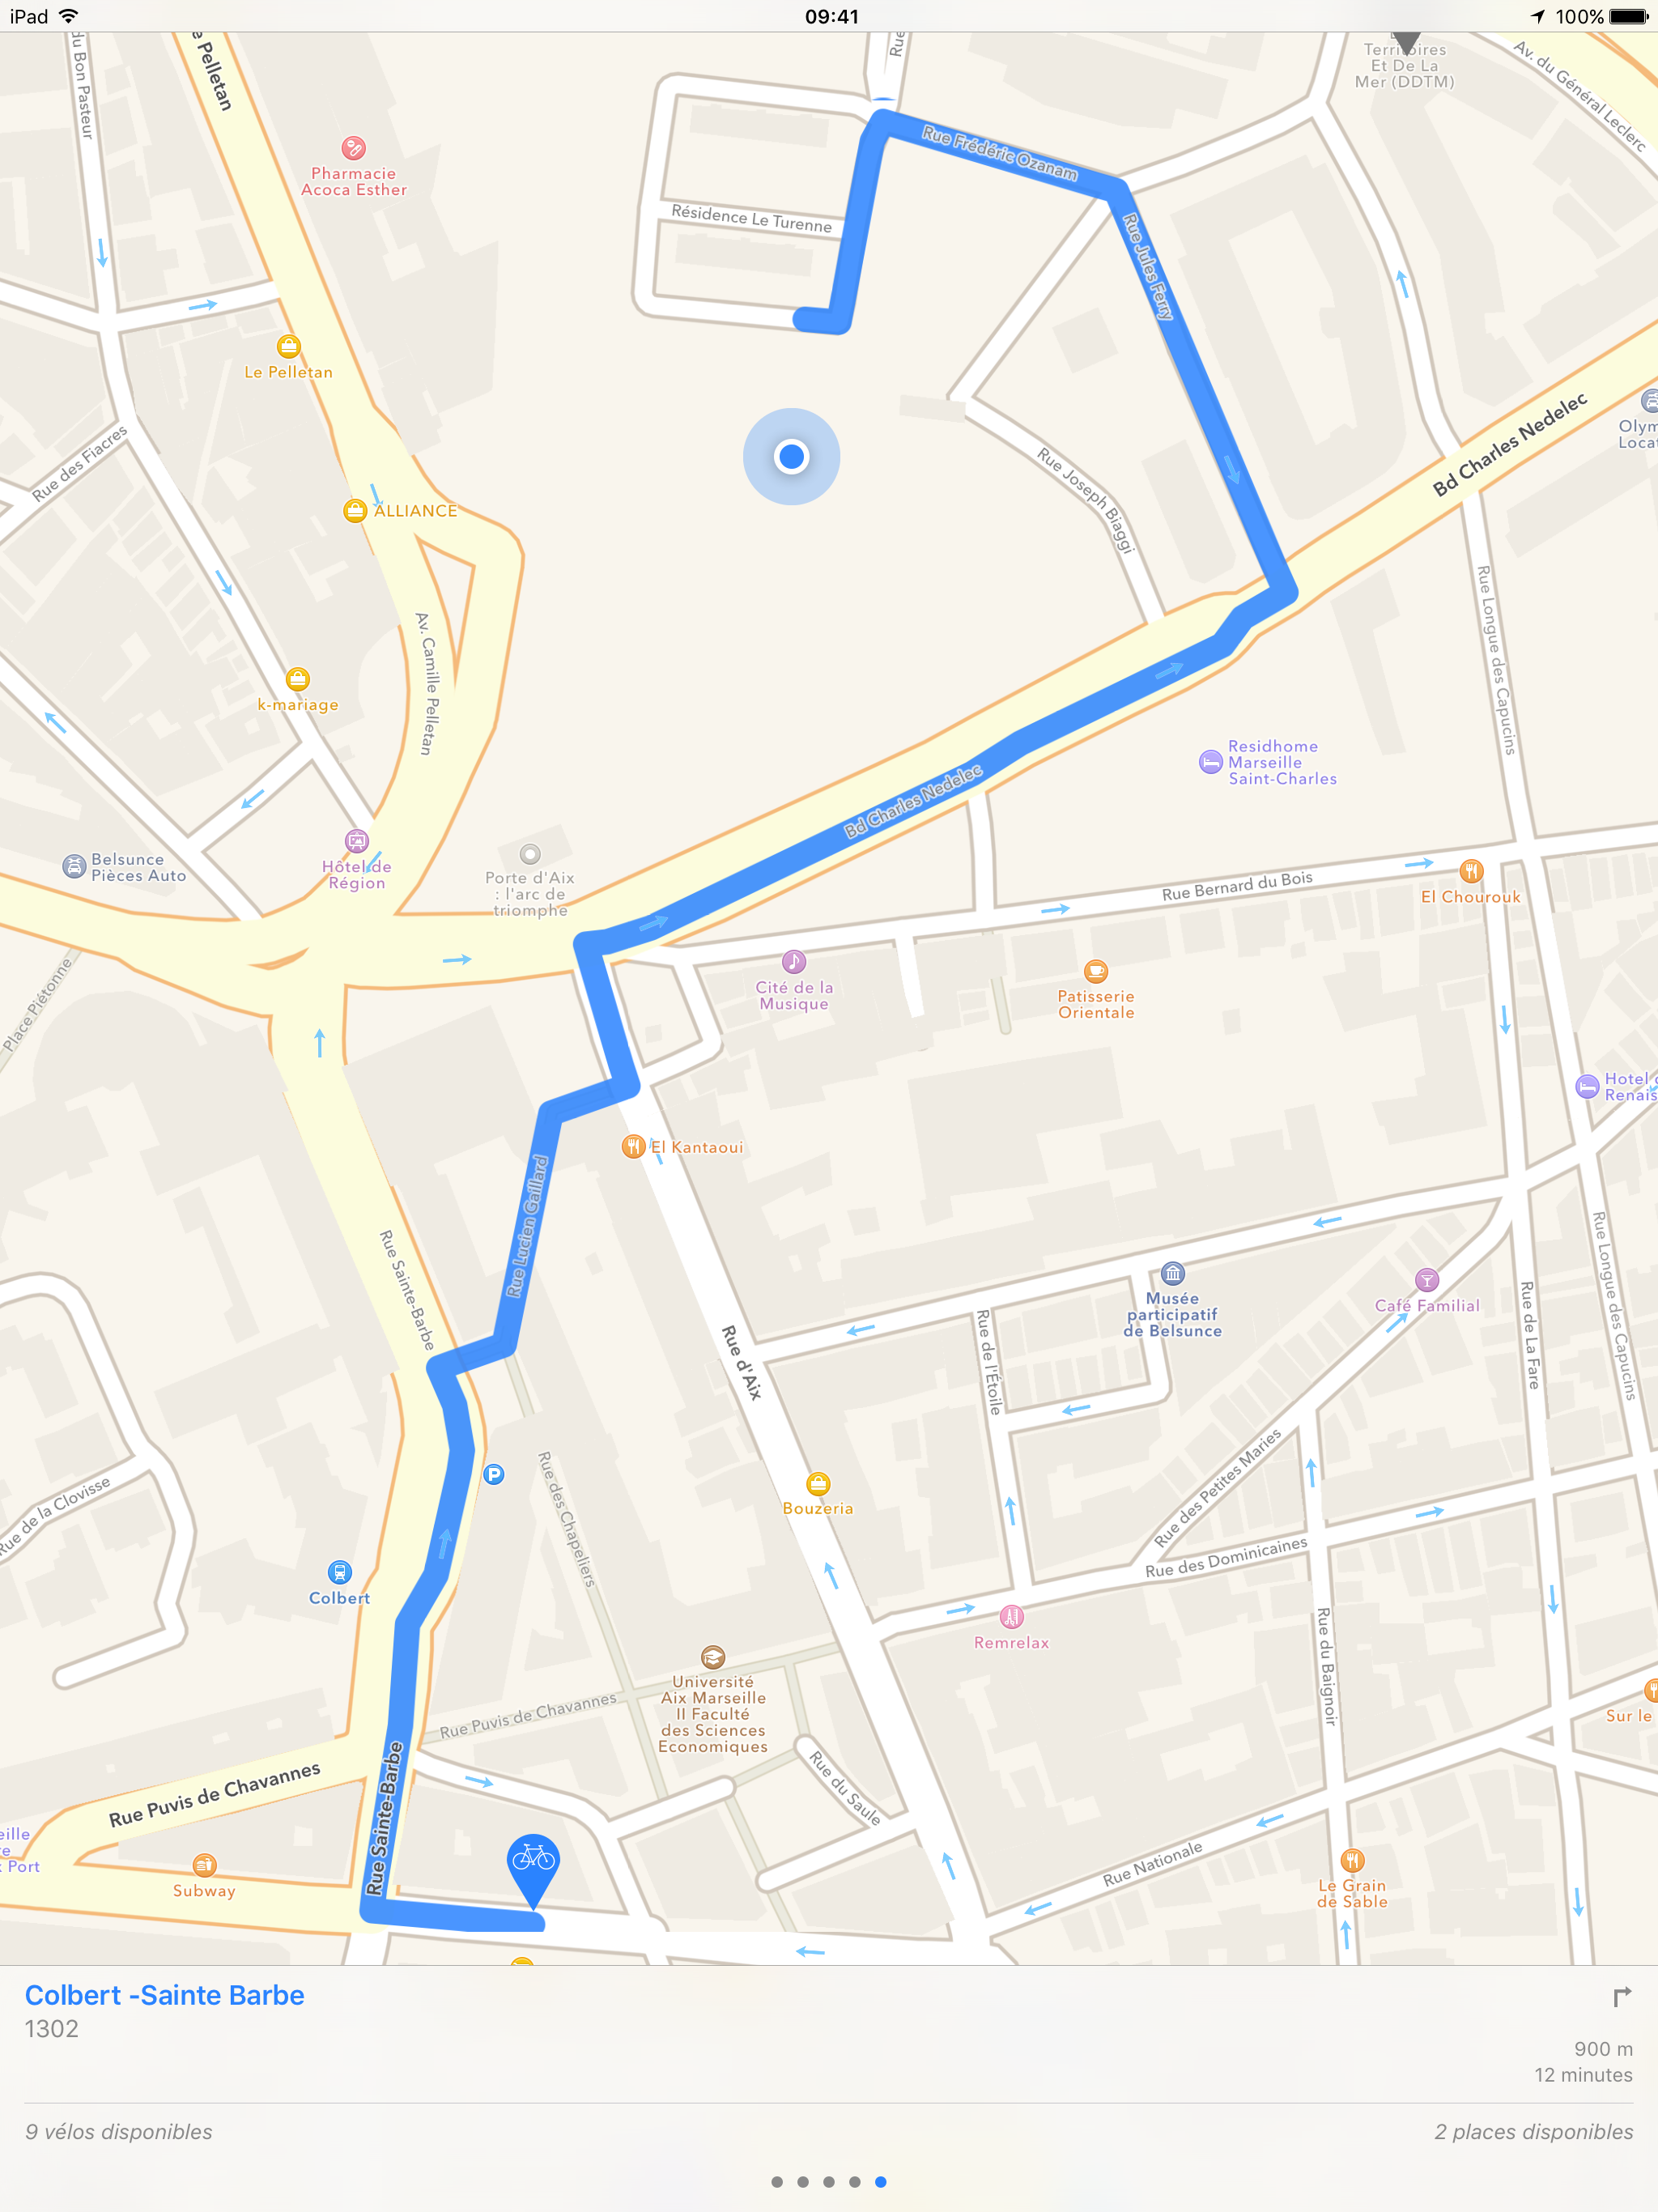 iPad
09:41
100%
du Bon Pasteur
e Pelletan
Rue
Territoires
Et De La
Mer (DDTM)
Av. du Général Leclerc
Pharmacie
Acoca Esther
Rue Frédéric Ozanam
Résidence Le Turenne
Rue Jules Ferry
Le Pelletan
Bd Charles Nedelec
Olym
Locat
Rue des Fiacres
ALLIANCE
Rue Joseph Biaggi
Rue Longue des Capucins
Av. Camille Pelletan
k-mariage
Residhome
Marseille
Saint-Charles
Bd Charles Nedelec
Belsunce
Pièces Auto
Hôtel de
Région
Porte d'Aix
: l'arc de
triomphe
Rue Bernard du Bois
El Chourouk
Place Piétonne
Cité de la
Musique
Patisserie
Orientale
Hotel
Renais
El Kantaoui
Rue Lucien Gaillard
Rue Sainte-Barbe
Rue d'Aix
Rue de l'Étoile
Musée
participatif
de Belsunce
Café Familial
Rue de La Fare
Rue Longue des Capucins
Rue de la Clovisse
Rue des Chapeliers
Bouzeria
Rue des Petites Maries
Rue des Dominicaines
P
Colbert
Remrelax
Rue du Baignoir
Université
Aix Marseille
II Faculté
des Sciences
Economiques
Rue Puvis de Chavannes
Sur le
Rue Puvis de Chavannes
Rue Sainte-Barbe
Rue du Saule
eille
re
x Port
Subway
Rue Nationale
Le Grain
de Sable
Colbert -Sainte Barbe
1302
900 m
12 minutes
9 vélos disponibles
2 places disponibles